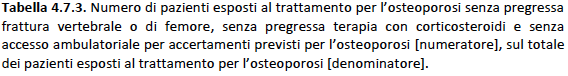 Tabella 4.7.3. Numero di pazienti esposti al trattamento per l’osteoporosi senza pregressa
frattura vertebrale o di femore, senza pregressa terapia con corticosteroidi e senza
accesso ambulatoriale per accertamenti previsti per l’osteoporosi [numeratore], sul totale
dei pazienti esposti al trattamento per l’osteoporosi [denominatore].